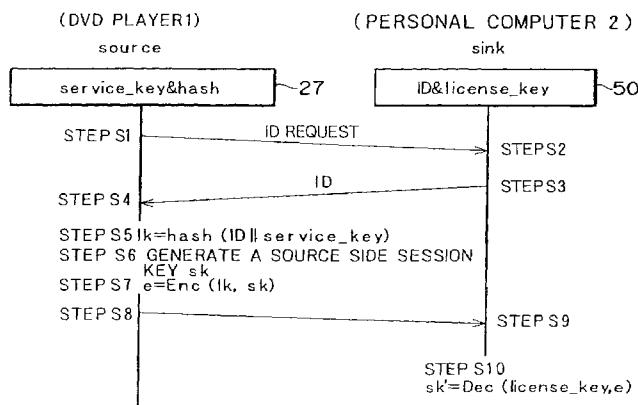 (DVD PLAYER1)
(PERSONAL COMPUTER 2)
source
sink
service_key&hash
27
ID&license_key
50
STEP S1
ID REQUEST
STEP S2
ID
STEP S3
STEP S4
STEP S5 lk=hash (ID||service_key)
STEP S6 GENERATE A SOURCE SIDE SESSION
KEY sk
STEP S7 e=Enc (lk, sk)
STEP S8
STEP S9
STEP S10
sk'=Dec (license_key,e)